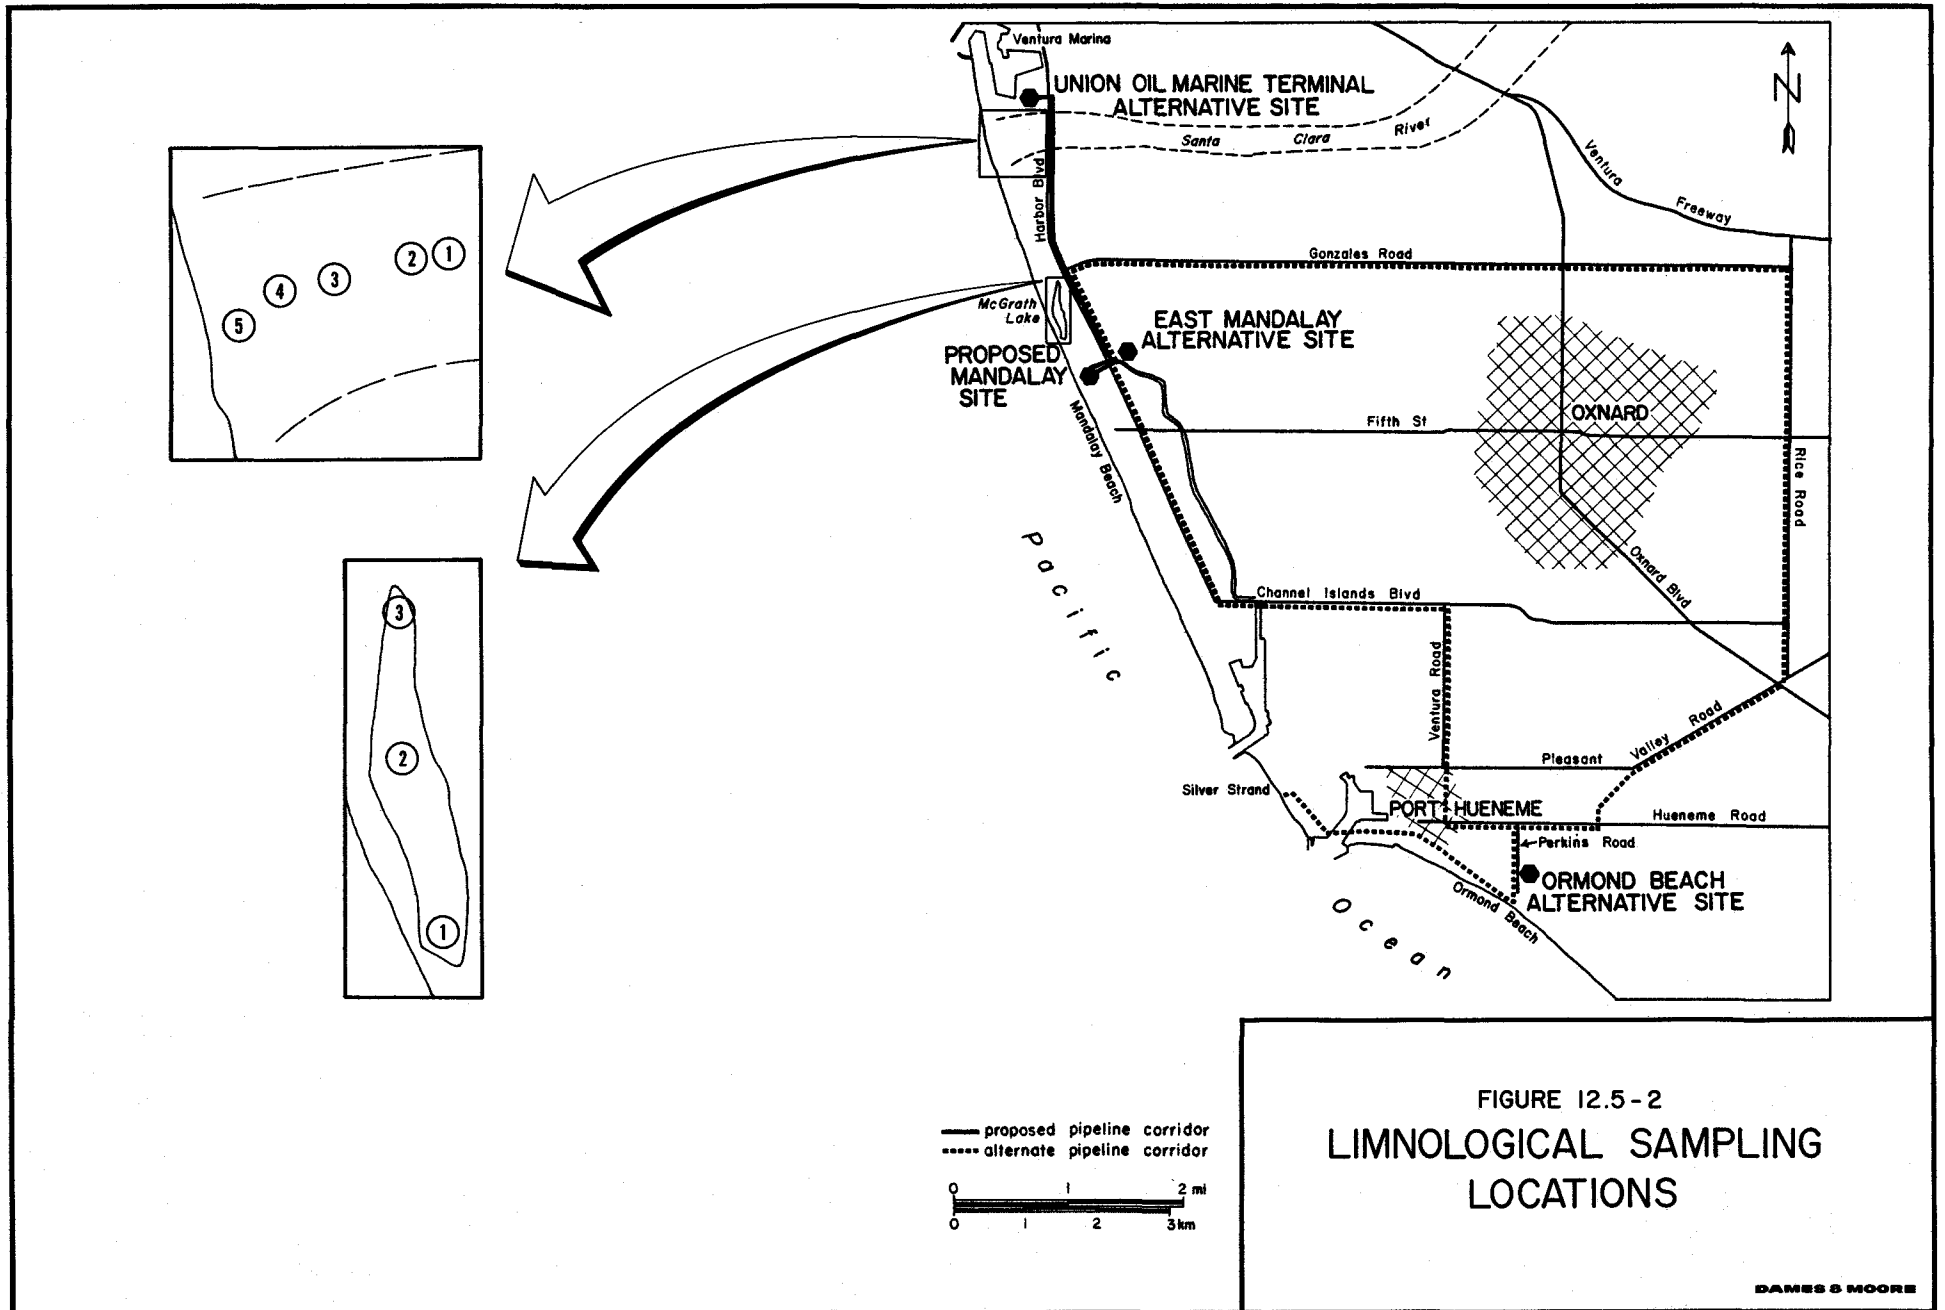 Ventura Marina
UNION OIL MARINE TERMINAL
ALTERNATIVE SITE
N
Santa Clara River
Harbor Blvd
Ventura Freeway
Gonzales Road
1
2
3
4
5
McGrath
Lake
EAST MANDALAY
ALTERNATIVE SITE
PROPOSED
MANDALAY
SITE
Mandalay Beach
OXNARD
Fifth St
Rice Road
Oxnard Blvd
Pacific
Channel Islands Blvd
3
2
1
Ventura Road
Pleasant Valley Road
Silver Strand
PORT HUENEME
Hueneme Road
Perkins Road
ORMOND BEACH
ALTERNATIVE SITE
Ormond Beach
Ocean
proposed pipeline corridor
alternate pipeline corridor
0 1 2 mi
0 1 2 3km
FIGURE 12.5-2
LIMNOLOGICAL SAMPLING
LOCATIONS
DAMES & MOORE